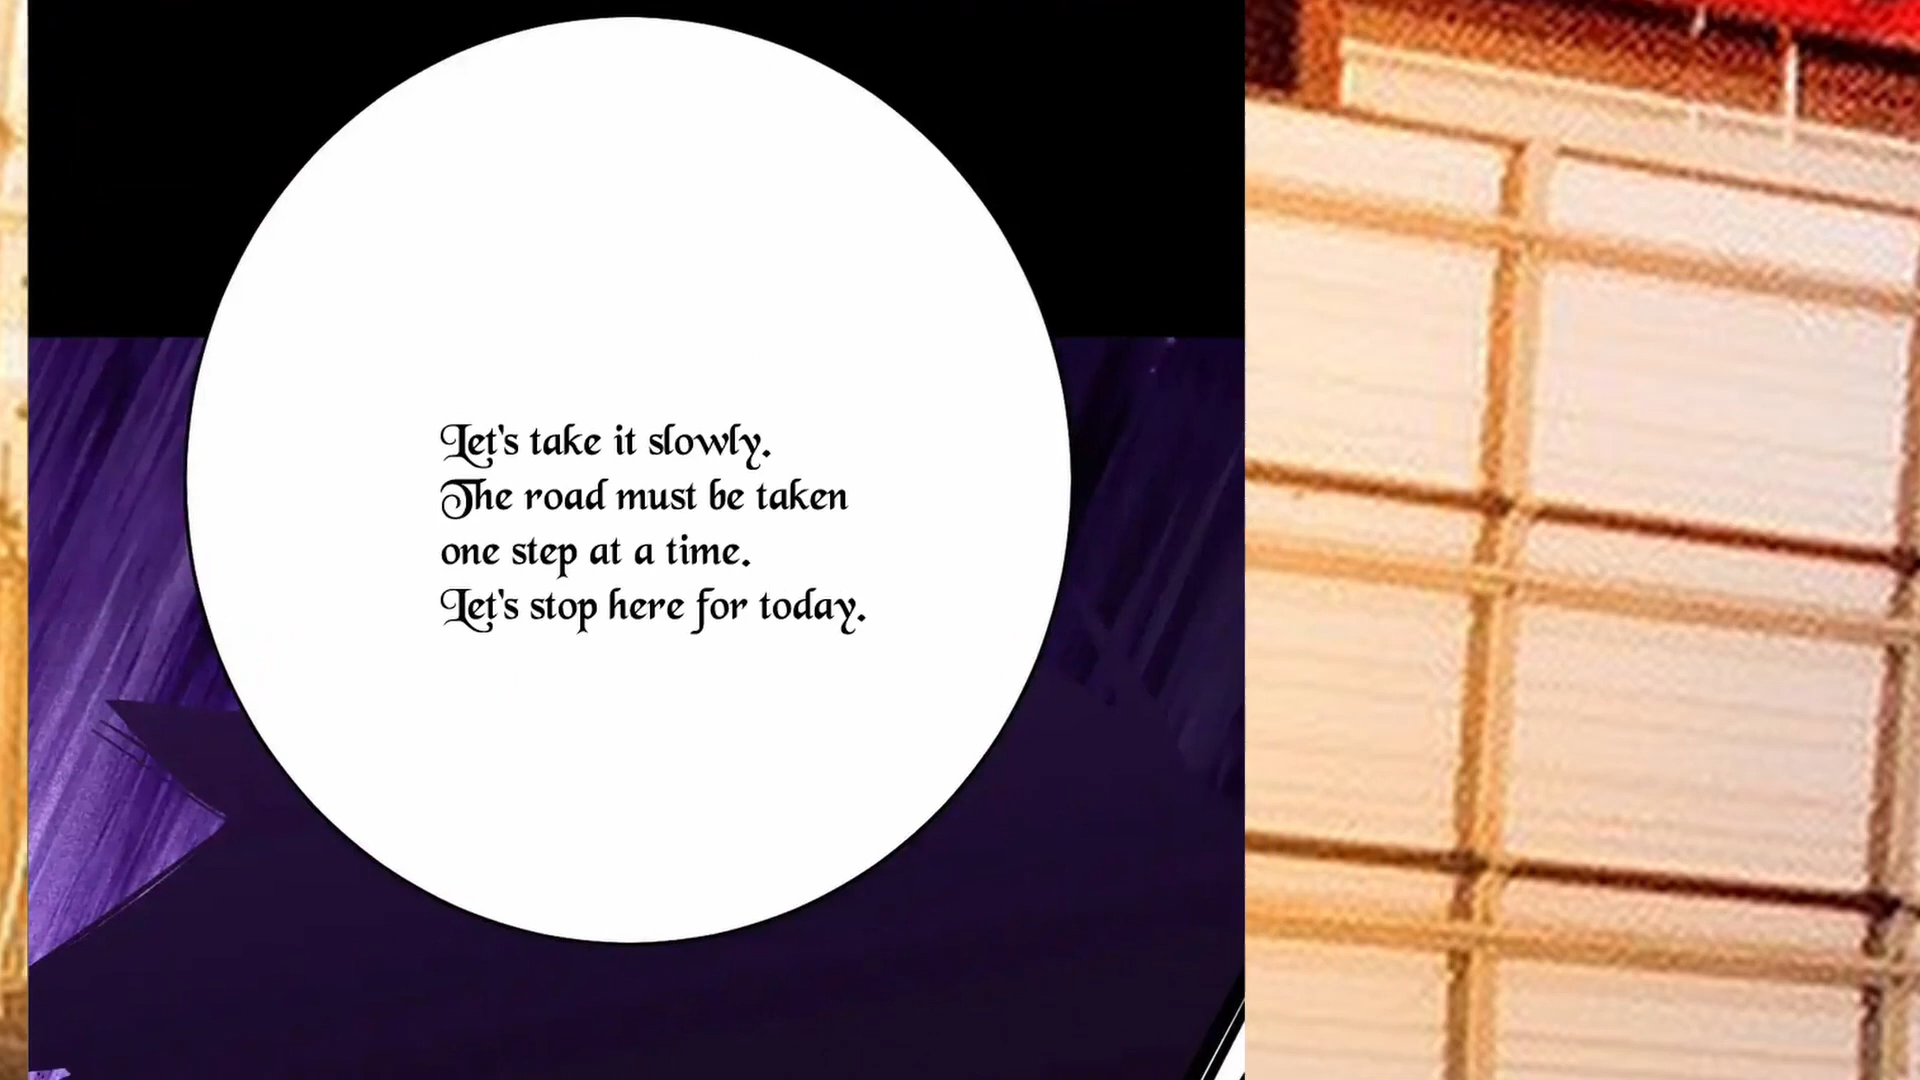 Let's take it slowly.
The road must be taken
one step at a time.
Let's stop here for today.